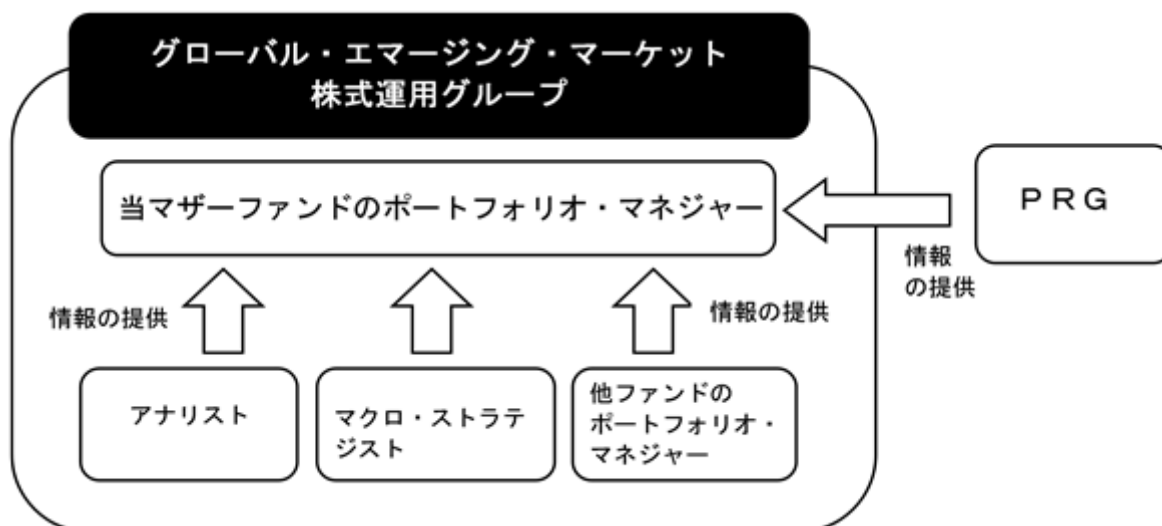 グローバル・エマージング・マーケット
株式運用グループ
当マザーファンドのポートフォリオ・マネジャー
ＰＲＧ
情報
の提供
情報の提供
情報の提供
アナリスト
マクロ・ストラテ
ジスト
他ファンドの
ポートフォリオ・
マネジャー